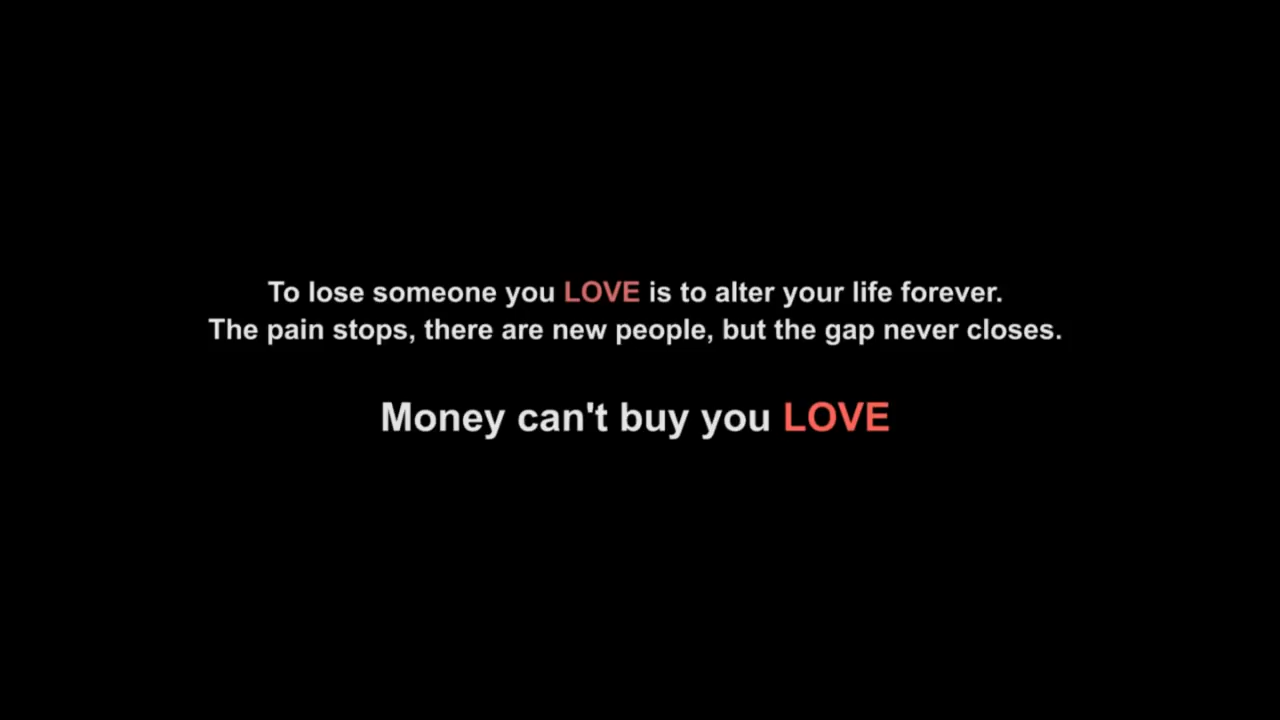 To lose someone you LOVE is to alter your life forever.
The pain stops, there are new people, but the gap never closes.
Money can't buy you LOVE